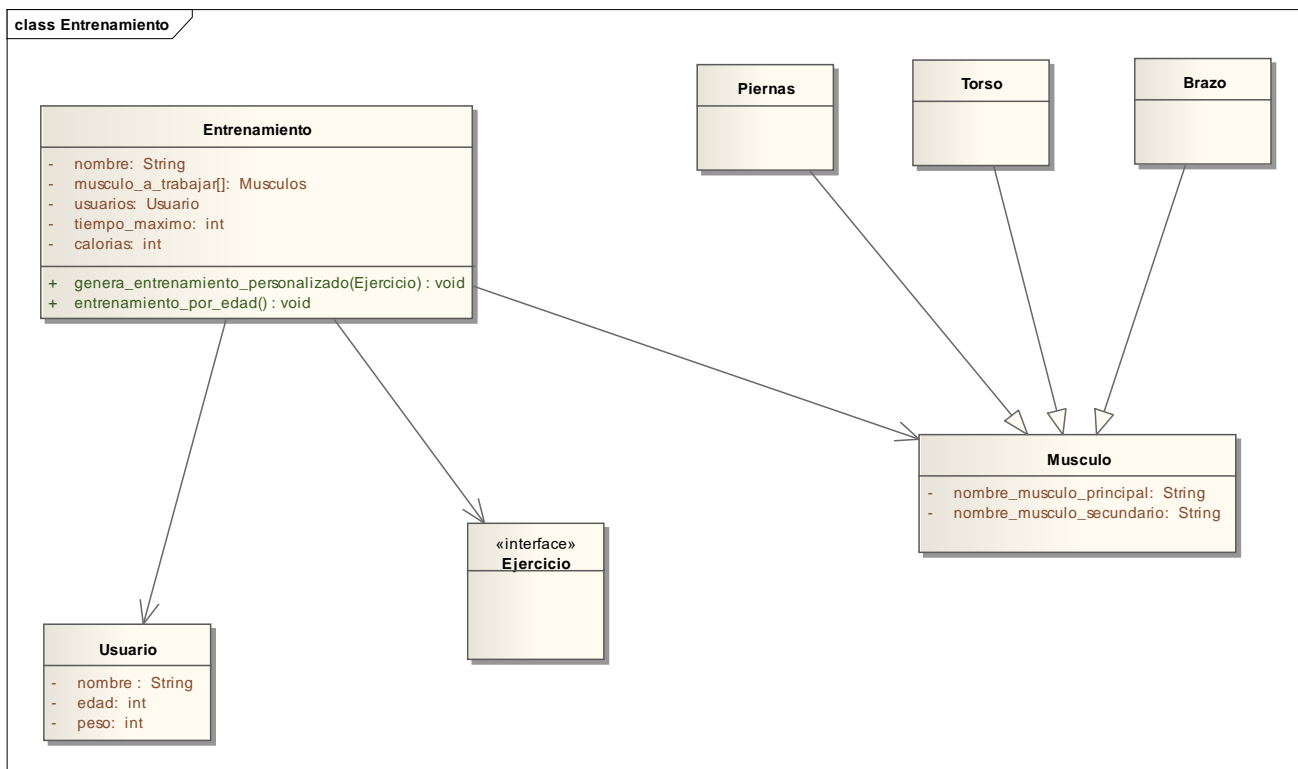 class Entrenamiento
Entrenamiento
- nombre: String
- musculo_a_trabajar[]: Musculos
- usuarios: Usuario
- tiempo_maximo: int
- calorias: int
+ genera_entrenamiento_personalizado(Ejercicio) : void
+ entrenamiento_por_edad() : void
Piernas
Torso
Brazo
Musculo
- nombre_musculo_principal: String
- nombre_musculo_secundario: String
«interface»
Ejercicio
Usuario
- nombre : String
- edad: int
- peso: int